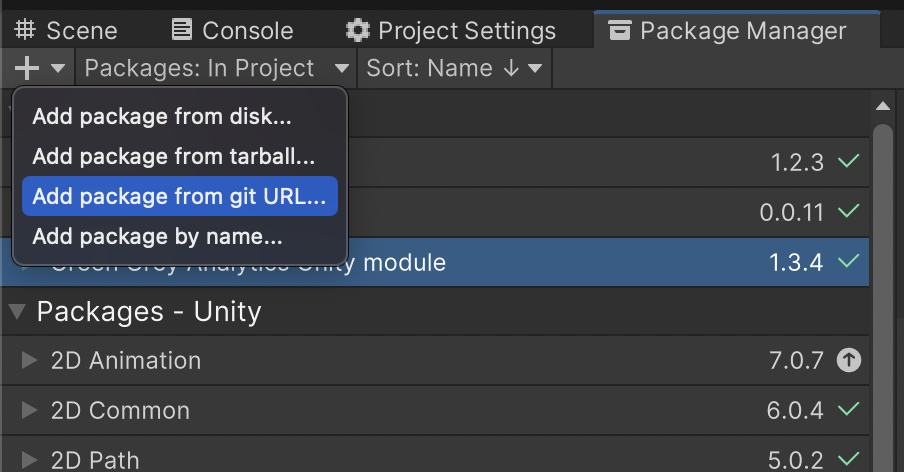 Scene Console Project Settings Package Manager
Packages: In Project Sort: Name ↓
Add package from disk...
Add package from tarball...
1.2.3
Add package from git URL...
0.0.11
Add package by name...
Green Grey Analytics Unity module 1.3.4
Packages - Unity
2D Animation 7.0.7
2D Common 6.0.4
2D Path 5.0.2